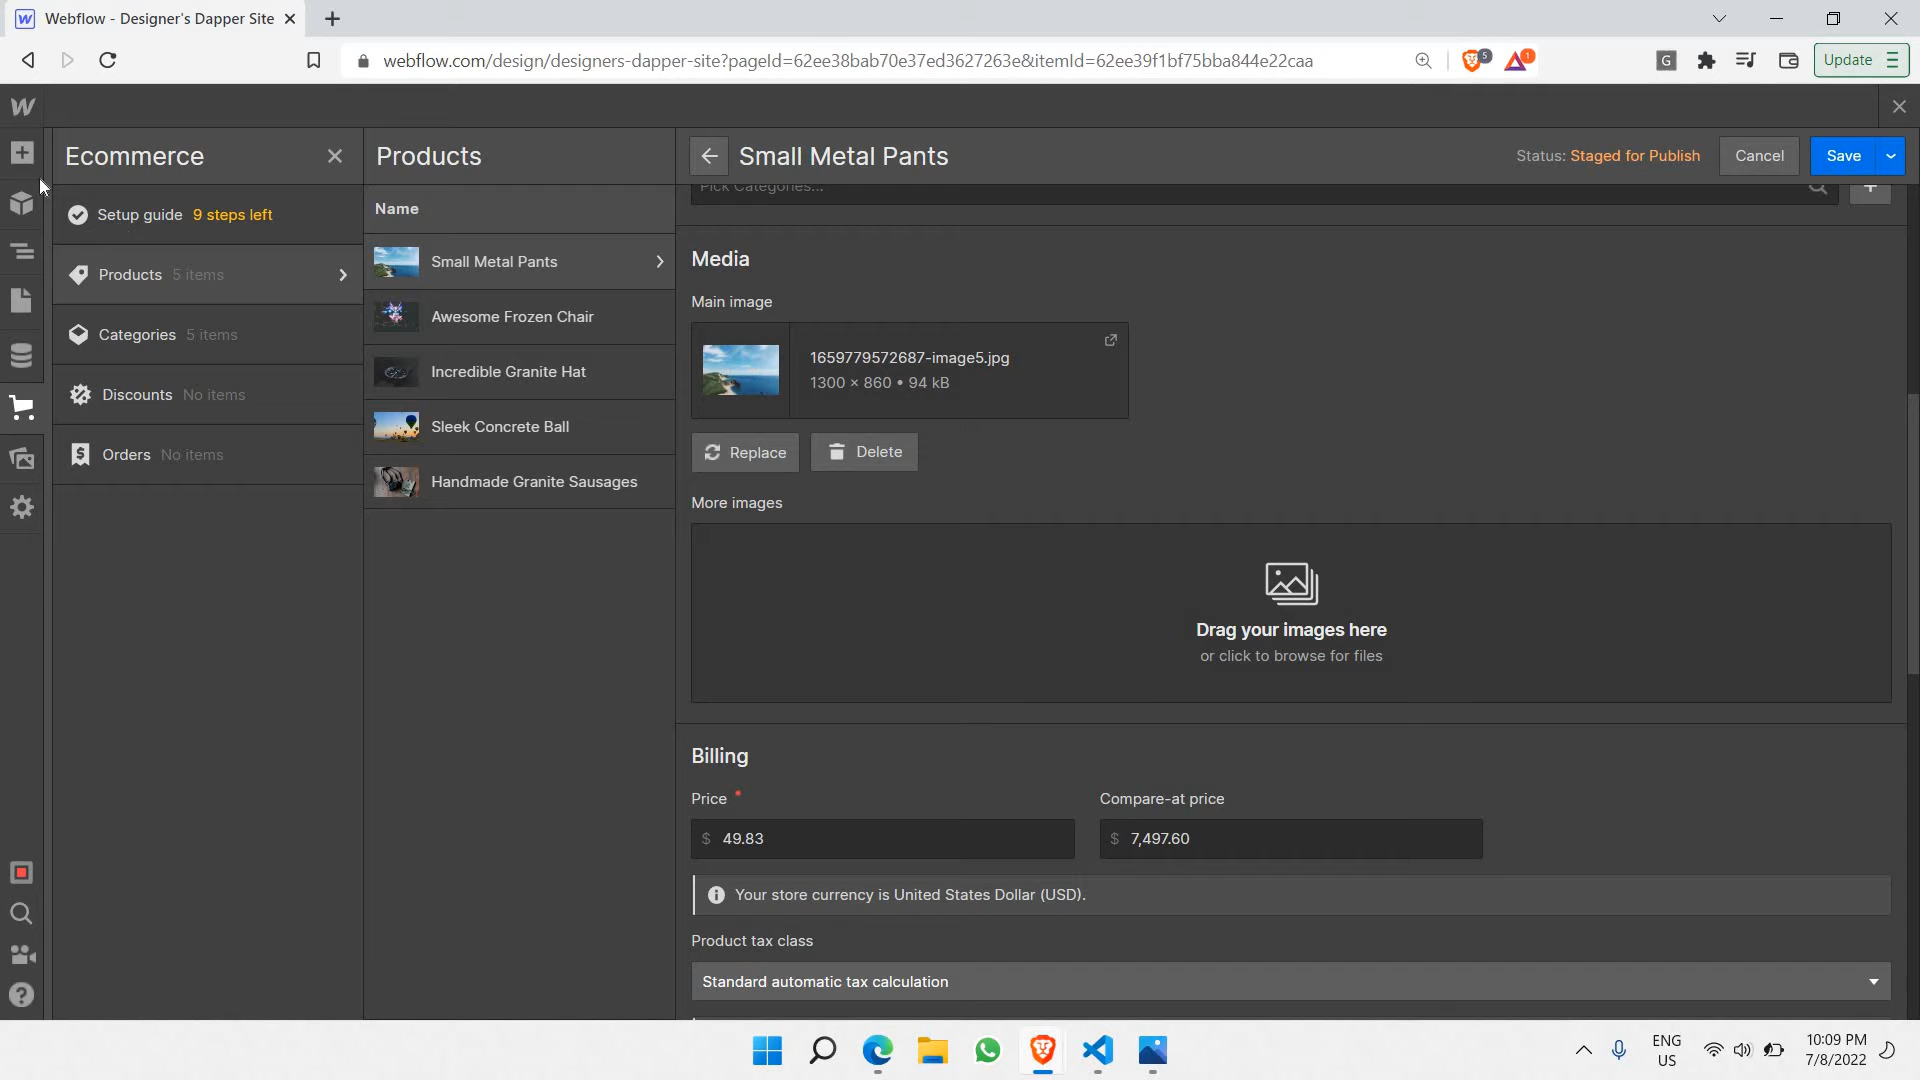 Webflow - Designer's Dapper Site
webflow.com/design/designers-dapper-site?pageId=62ee38bab70e37ed3627263e&itemId=62ee39f1bf75bba844e22caa
5
1
G
Update
Ecommerce
Products
Small Metal Pants
Status: Staged for Publish
Cancel
Save
Setup guide 9 steps left
Products 5 items
Categories 5 items
Discounts No items
Orders No items
Name
Small Metal Pants
Awesome Frozen Chair
Incredible Granite Hat
Sleek Concrete Ball
Handmade Granite Sausages
Pick Categories...
Media
Main image
1659779572687-image5.jpg
1300 × 860 • 94 kB
Replace
Delete
More images
Drag your images here
or click to browse for files
Billing
Price *
Compare-at price
$ 49.83
$ 7,497.60
Your store currency is United States Dollar (USD).
Product tax class
Standard automatic tax calculation
ENG
US
10:09 PM
7/8/2022